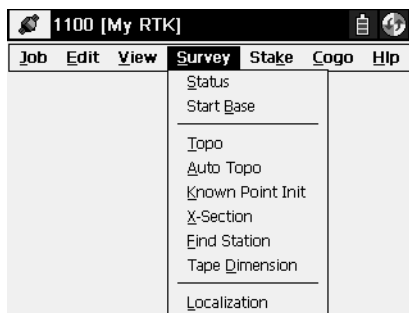 1100 [My RTK]
Job Edit View Survey Stake Cogo Hlp
Status
Start Base
Topo
Auto Topo
Known Point Init
X-Section
Find Station
Tape Dimension
Localization